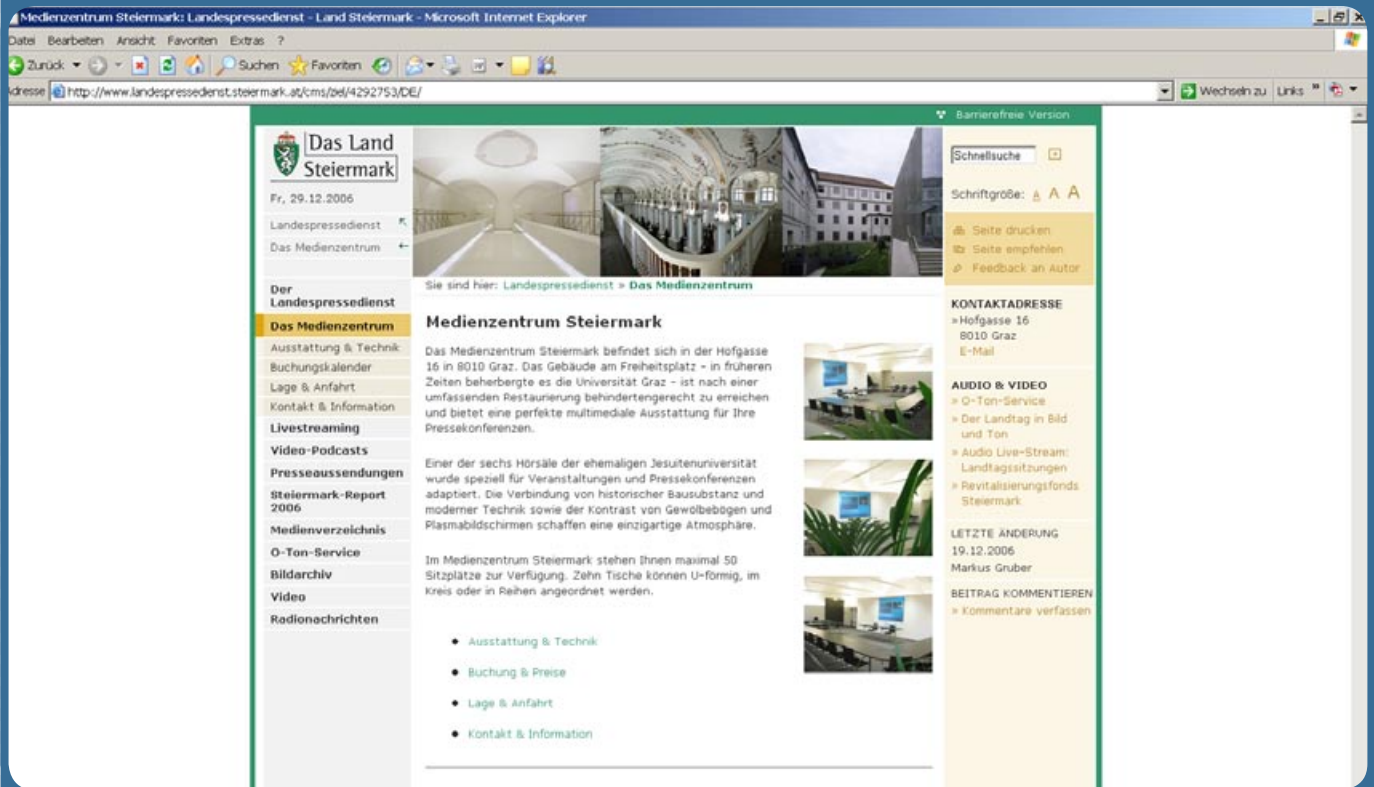 Medienzentrum Steiermark: Landespressedienst - Land Steiermark - Microsoft Internet Explorer
Datei Bearbeiten Ansicht Favoriten Extras ?
Zurück Suchen Favoriten
Adresse http://www.landespressedienst.steiermark.at/cms/ziel/4292753/DE/ Wechseln zu Links »
Barrierefreie Version
Das Land
Steiermark
Fr, 29.12.2006
Landespressedienst
Das Medienzentrum
Der
Landespressedienst
Das Medienzentrum
Ausstattung & Technik
Buchungskalender
Lage & Anfahrt
Kontakt & Information
Livestreaming
Video-Podcasts
Presseaussendungen
Steiermark-Report
2006
Medienverzeichnis
O-Ton-Service
Bildarchiv
Video
Radionachrichten
Sie sind hier: Landespressedienst » Das Medienzentrum
Medienzentrum Steiermark
Das Medienzentrum Steiermark befindet sich in der Hofgasse
16 in 8010 Graz. Das Gebäude am Freiheitsplatz - in früheren
Zeiten beherbergte es die Universität Graz - ist nach einer
umfassenden Restaurierung behindertengerecht zu erreichen
und bietet eine perfekte multimediale Ausstattung für Ihre
Pressekonferenzen.
Einer der sechs Hörsäle der ehemaligen Jesuitenuniversität
wurde speziell für Veranstaltungen und Pressekonferenzen
adaptiert. Die Verbindung von historischer Bausubstanz und
moderner Technik sowie der Kontrast von Gewölbebögen und
Plasmabildschirmen schaffen eine einzigartige Atmosphäre.
Im Medienzentrum Steiermark stehen Ihnen maximal 50
Sitzplätze zur Verfügung. Zehn Tische können U-förmig, im
Kreis oder in Reihen angeordnet werden.
• Ausstattung & Technik
• Buchung & Preise
• Lage & Anfahrt
• Kontakt & Information
Schnellsuche
Schriftgröße: A A A
Seite drucken
Seite empfehlen
Feedback an Autor
KONTAKTADRESSE
» Hofgasse 16
8010 Graz
E-Mail
AUDIO & VIDEO
» O-Ton-Service
» Der Landtag in Bild
und Ton
» Audio Live-Stream:
Landtagssitzungen
» Revitalisierungsfonds
Steiermark
LETZTE ÄNDERUNG
19.12.2006
Markus Gruber
BEITRAG KOMMENTIEREN
» Kommentare verfassen